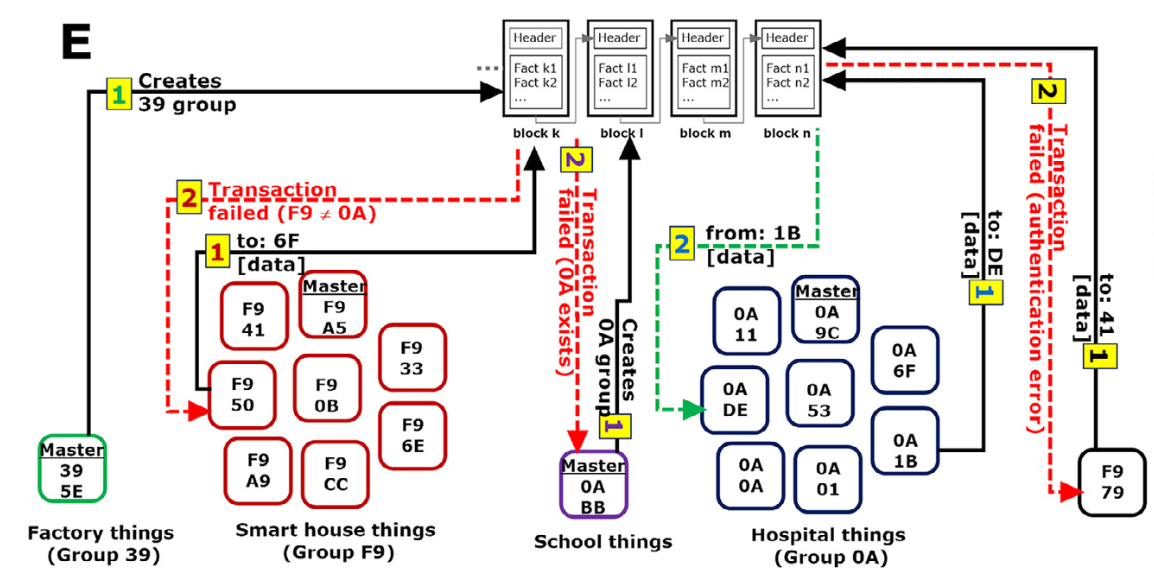 E
Header
Header
Header
Header
Fact k1
Fact k2
...
Fact l1
Fact l2
...
Fact m1
Fact m2
...
Fact n1
Fact n2
...
block k
block l
block m
block n
1
Creates
39 group
2
Transaction
failed (F9 ≠ 0A)
1
to: 6F
[data]
2
Transaction
failed (0A exists)
Creates
0A group
1
2
from: 1B
[data]
to: DE
[data]
1
2
Transaction
failed (authentication error)
to: 41
[data]
1
Master
39
5E
Factory things
(Group 39)
F9
41
Master
F9
A5
F9
33
F9
50
F9
0B
F9
6E
F9
A9
F9
CC
Smart house things
(Group F9)
Master
0A
BB
School things
0A
11
Master
0A
9C
0A
6F
0A
DE
0A
53
0A
1B
0A
0A
0A
01
Hospital things
(Group 0A)
F9
79